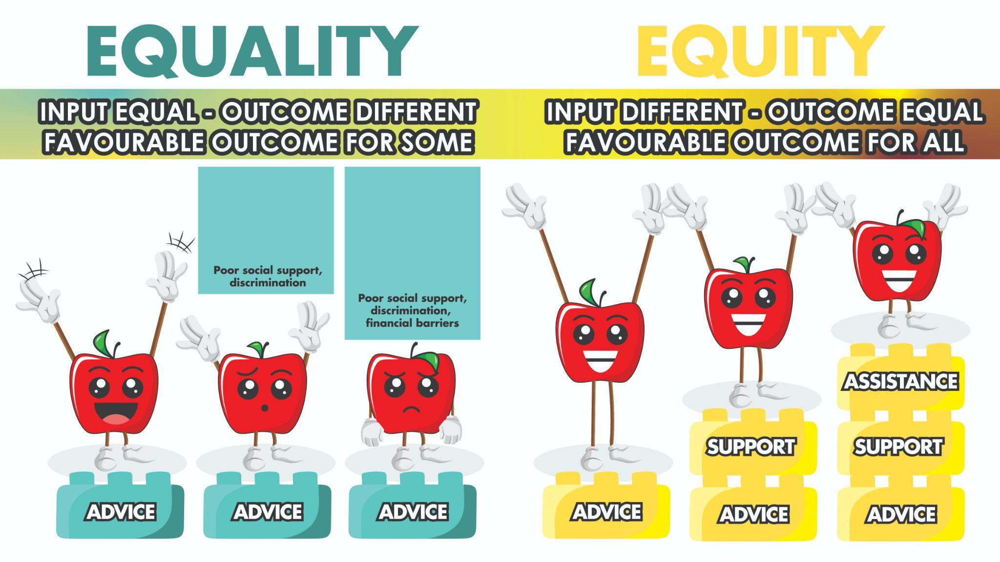 EQUALITY
INPUT EQUAL - OUTCOME DIFFERENT
FAVOURABLE OUTCOME FOR SOME
Poor social support,
discrimination
Poor social support,
discrimination,
financial barriers
ADVICE
ADVICE
ADVICE
EQUITY
INPUT DIFFERENT - OUTCOME EQUAL
FAVOURABLE OUTCOME FOR ALL
ADVICE
SUPPORT
ADVICE
ASSISTANCE
SUPPORT
ADVICE